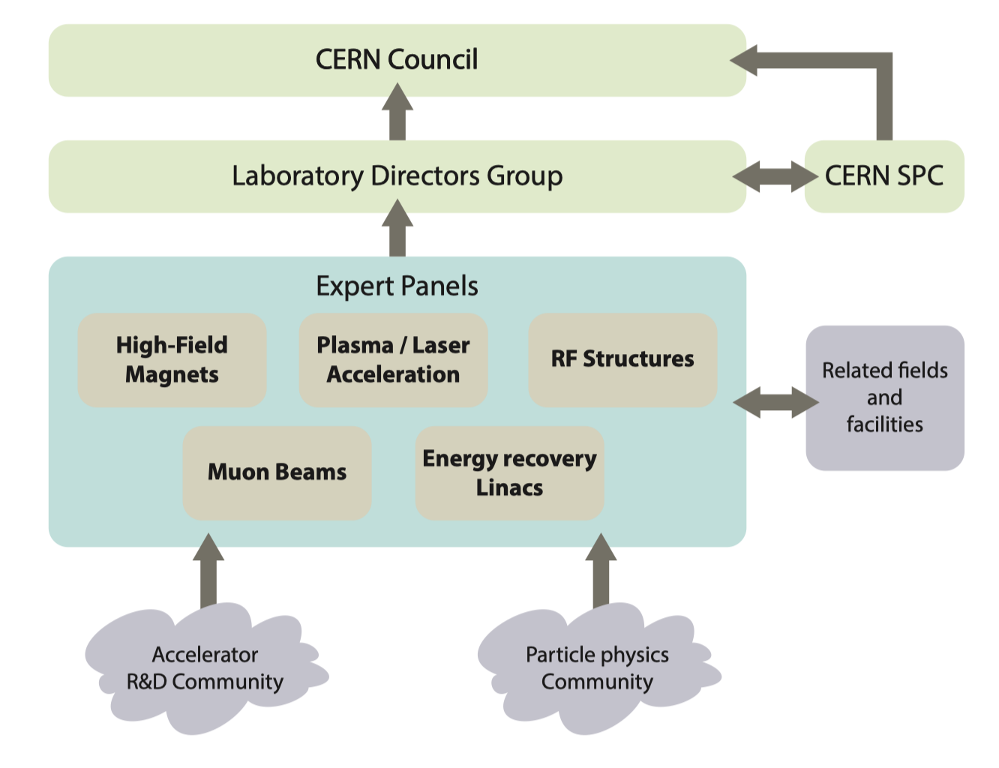 CERN Council
Laboratory Directors Group
CERN SPC
Expert Panels
High-Field
Magnets
Plasma / Laser
Acceleration
RF Structures
Muon Beams
Energy recovery
Linacs
Related fields
and
facilities
Accelerator
R&D Community
Particle physics
Community